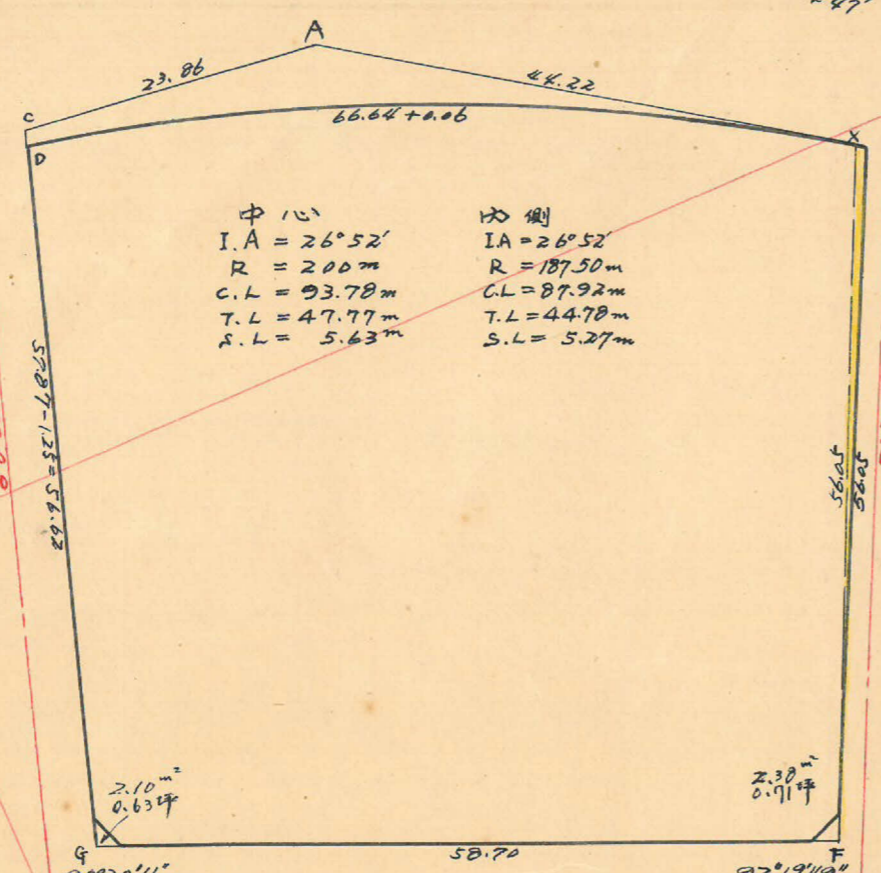 A
23.86
44.22
C
66.64+0.06
X
D
中心
I.A = 26°52'
R = 200m
C.L = 93.78m
T.L = 47.77m
S.L = 5.63m
内側
I.A = 26°52'
R = 187.50m
C.L = 87.92m
T.L = 44.78m
S.L = 5.27m
57.87-1.25=56.62
56.05
56.05
2.10m²
0.63坪
2.38m²
0.71坪
G
58.70
F